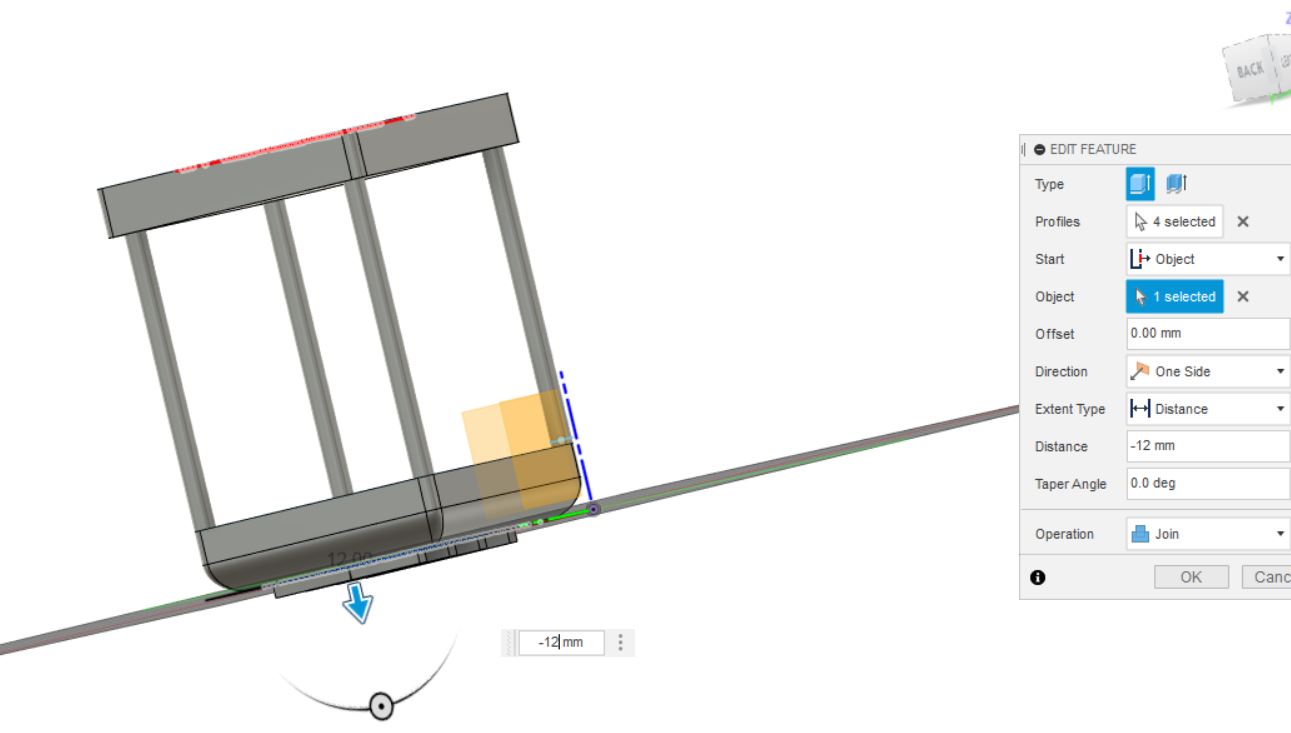 Z
BACK
EDIT FEATURE
Type
Profiles
4 selected
Start
Object
Object
1 selected
Offset
0.00 mm
Direction
One Side
Extent Type
Distance
Distance
-12 mm
Taper Angle
0.0 deg
Operation
Join
OK
Canc
12.00
-12 mm